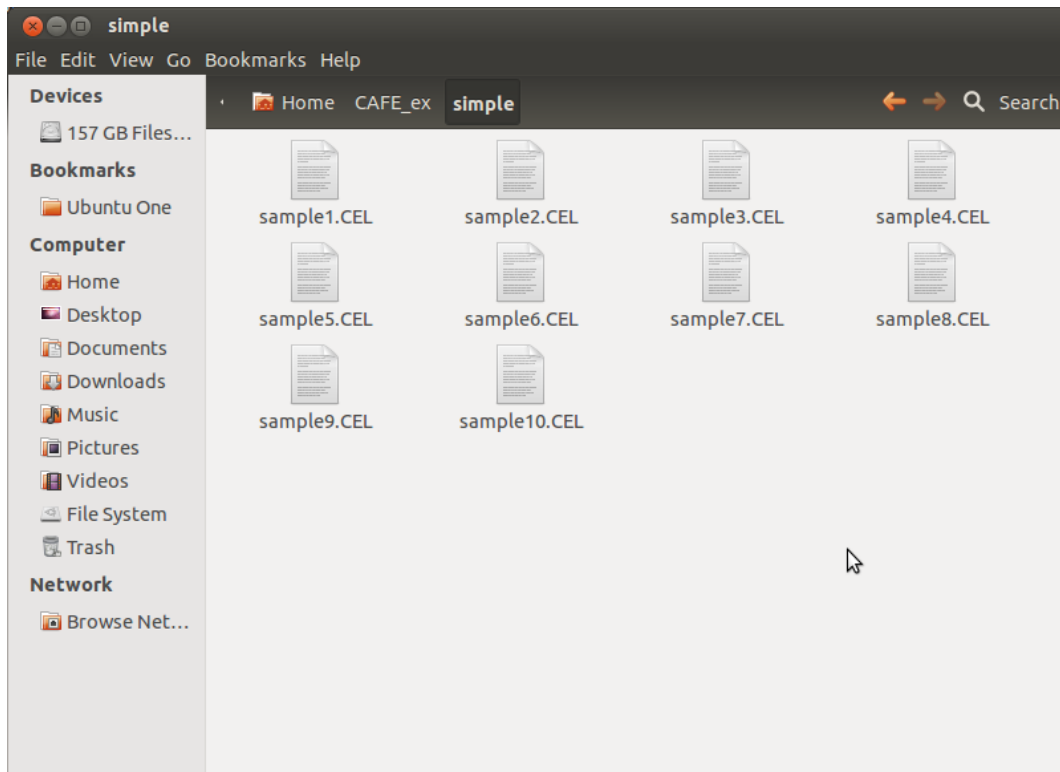 simple
File Edit View Go Bookmarks Help
Devices
157 GB Files...
Bookmarks
Ubuntu One
Computer
Home
Desktop
Documents
Downloads
Music
Pictures
Videos
File System
Trash
Network
Browse Net...
Home CAFE_ex simple Search
sample1.CEL sample2.CEL sample3.CEL sample4.CEL
sample5.CEL sample6.CEL sample7.CEL sample8.CEL
sample9.CEL sample10.CEL